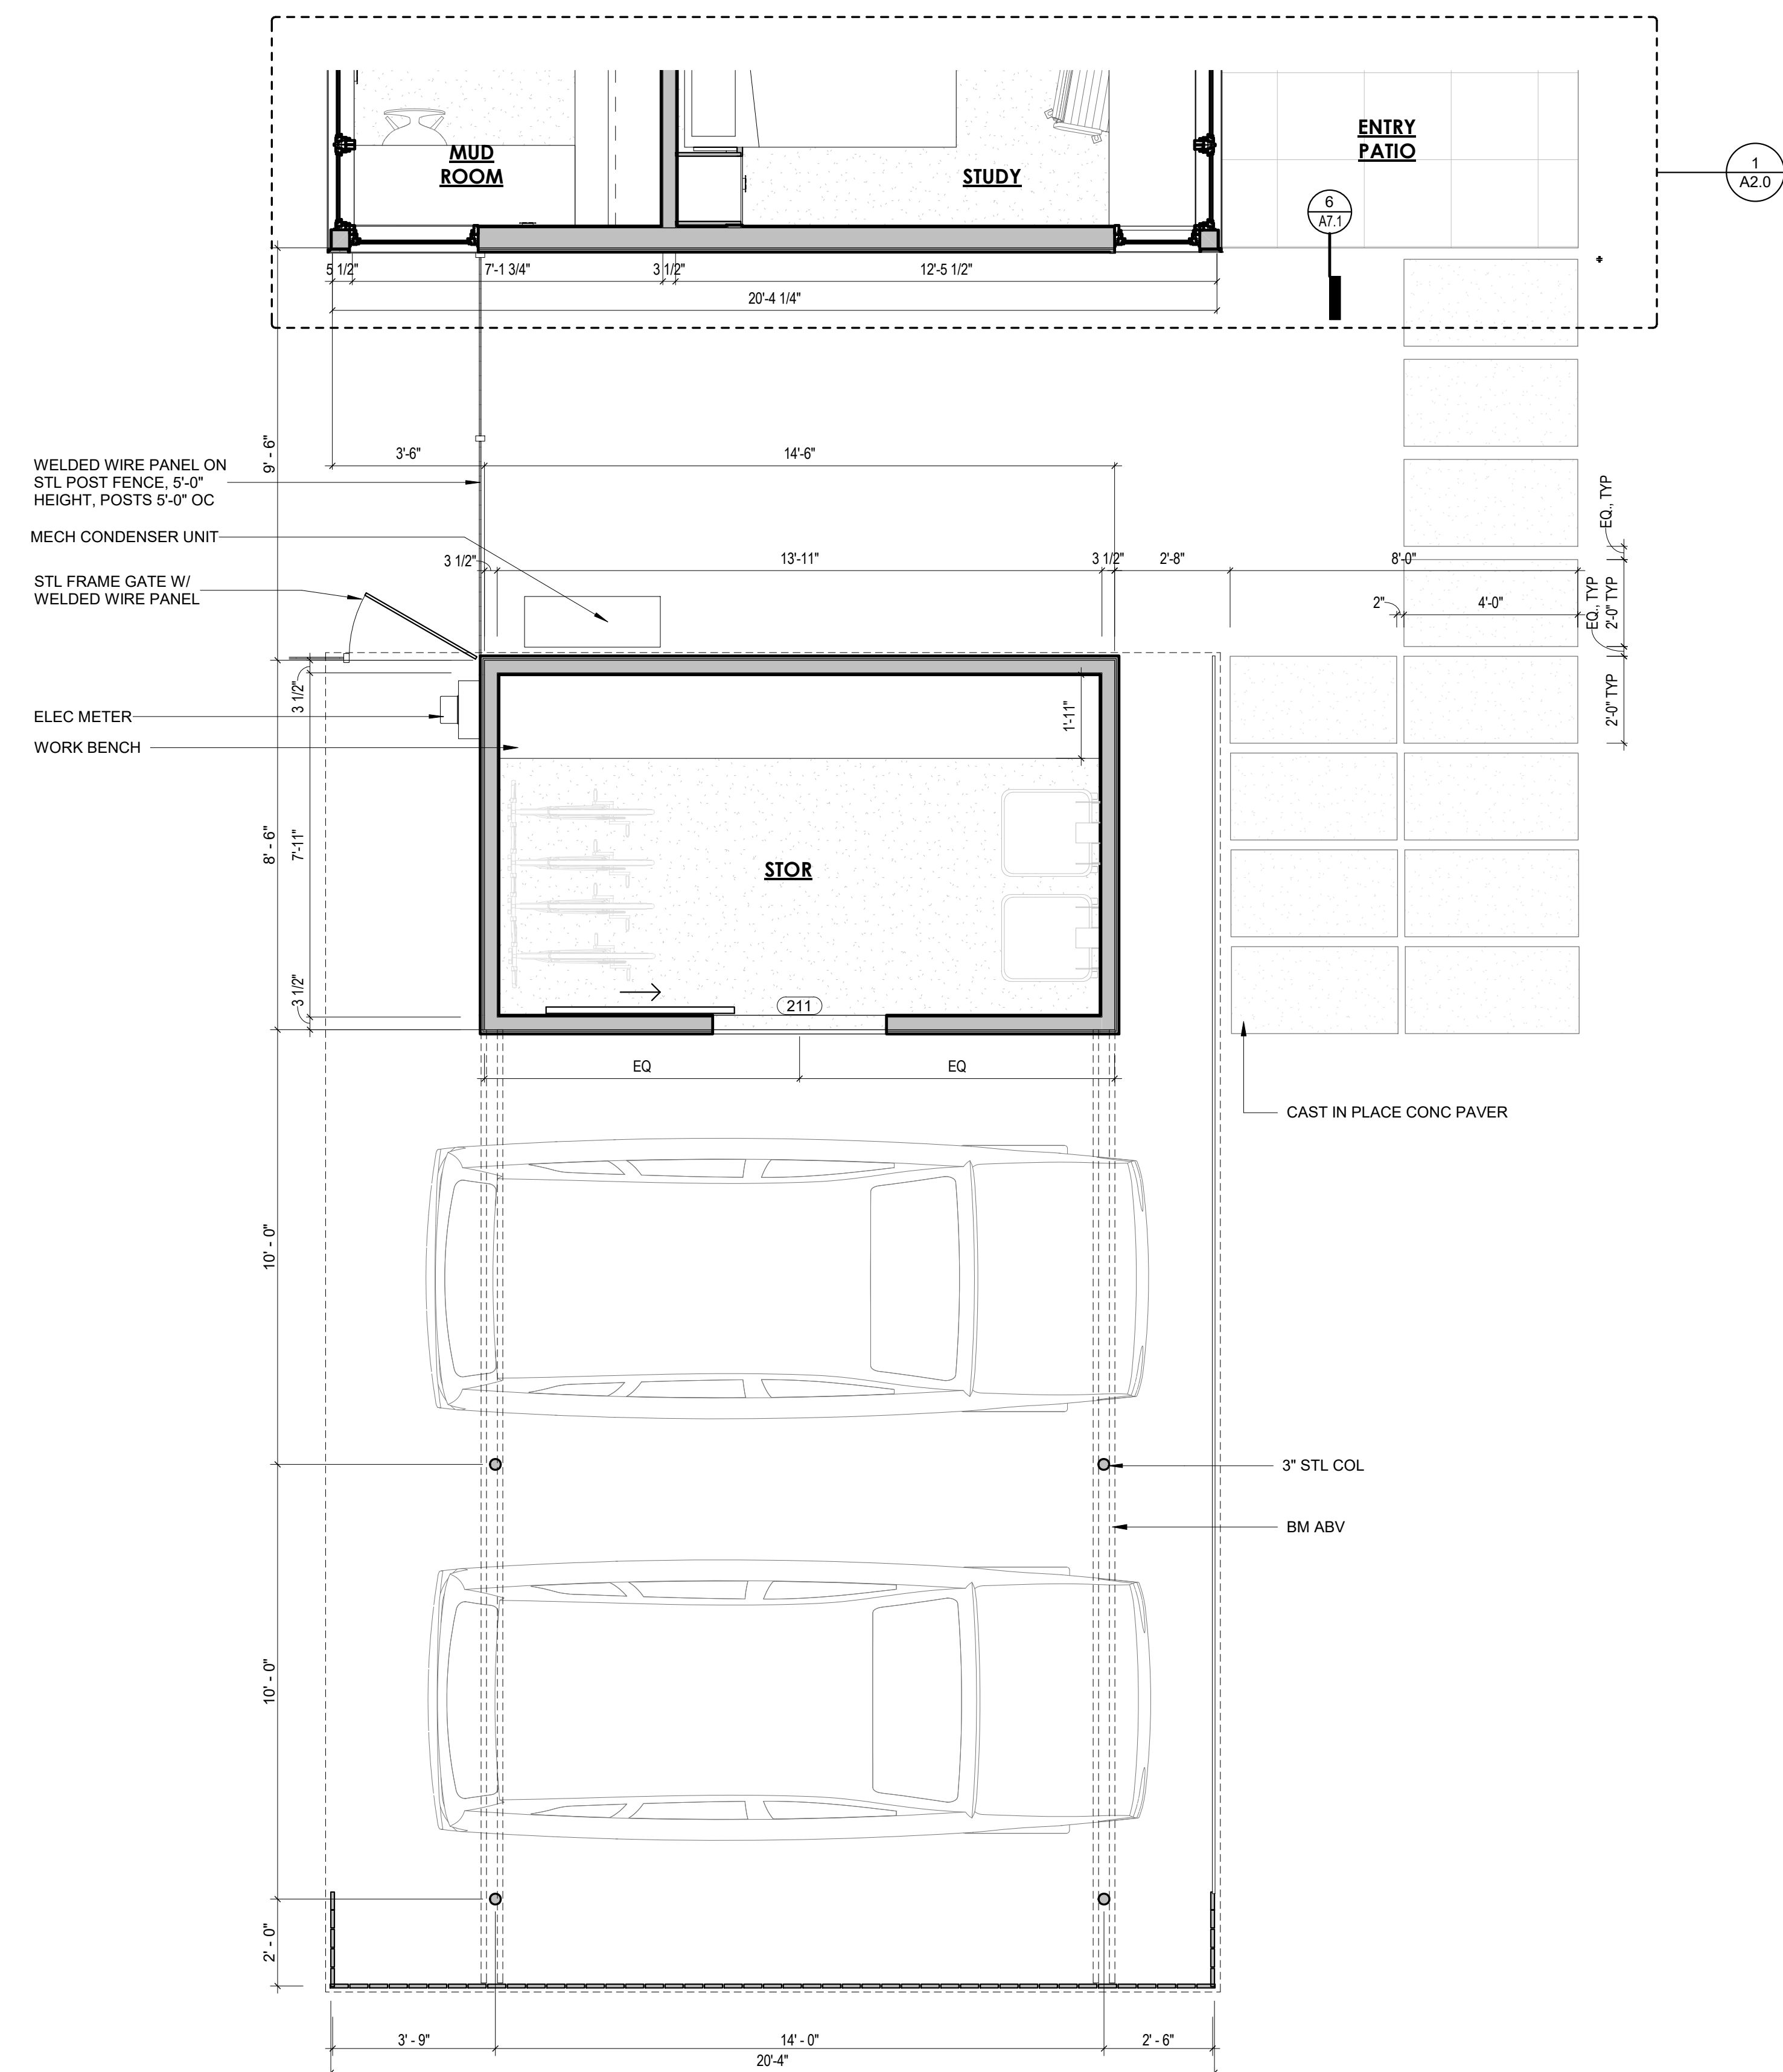 MUD
ROOM
STUDY
ENTRY
PATIO
1
A2.0
6
A7.1
5 1/2"
7'-1 3/4"
3 1/2"
12'-5 1/2"
20'-4 1/4"
9' - 6"
3'-6"
14'-6"
WELDED WIRE PANEL ON
STL POST FENCE, 5'-0"
HEIGHT, POSTS 5'-0" OC
MECH CONDENSER UNIT
STL FRAME GATE W/
WELDED WIRE PANEL
3 1/2"
13'-11"
3 1/2"
2'-8"
8'-0"
EQ., TYP
2"
4'-0"
EQ., TYP
2'-0" TYP
2'-0" TYP
3 1/2"
ELEC METER
WORK BENCH
1'-11"
8' - 6"
7'-11"
STOR
3 1/2"
211
EQ
EQ
CAST IN PLACE CONC PAVER
10' - 0"
3" STL COL
BM ABV
10' - 0"
2' - 0"
3' - 9"
14' - 0"
2' - 6"
20'-4"